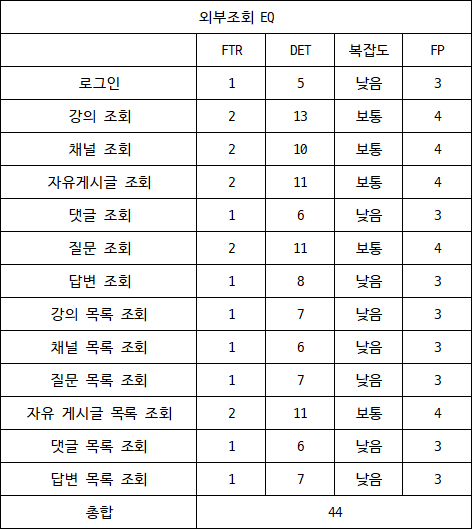 외부조회 EQ
FTR DET 복잡도 FP
로그인 1 5 낮음 3
강의 조회 2 13 보통 4
채널 조회 2 10 보통 4
자유게시글 조회 2 11 보통 4
댓글 조회 1 6 낮음 3
질문 조회 2 11 보통 4
답변 조회 1 8 낮음 3
강의 목록 조회 1 7 낮음 3
채널 목록 조회 1 6 낮음 3
질문 목록 조회 1 7 낮음 3
자유 게시글 목록 조회 2 11 보통 4
댓글 목록 조회 1 6 낮음 3
답변 목록 조회 1 7 낮음 3
총합 44